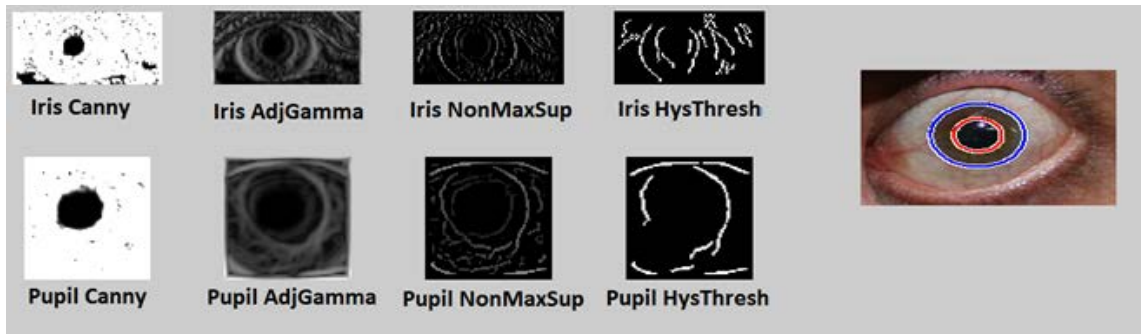 Iris Canny
Iris AdjGamma
Iris NonMaxSup
Iris HysThresh
Pupil Canny
Pupil AdjGamma
Pupil NonMaxSup
Pupil HysThresh